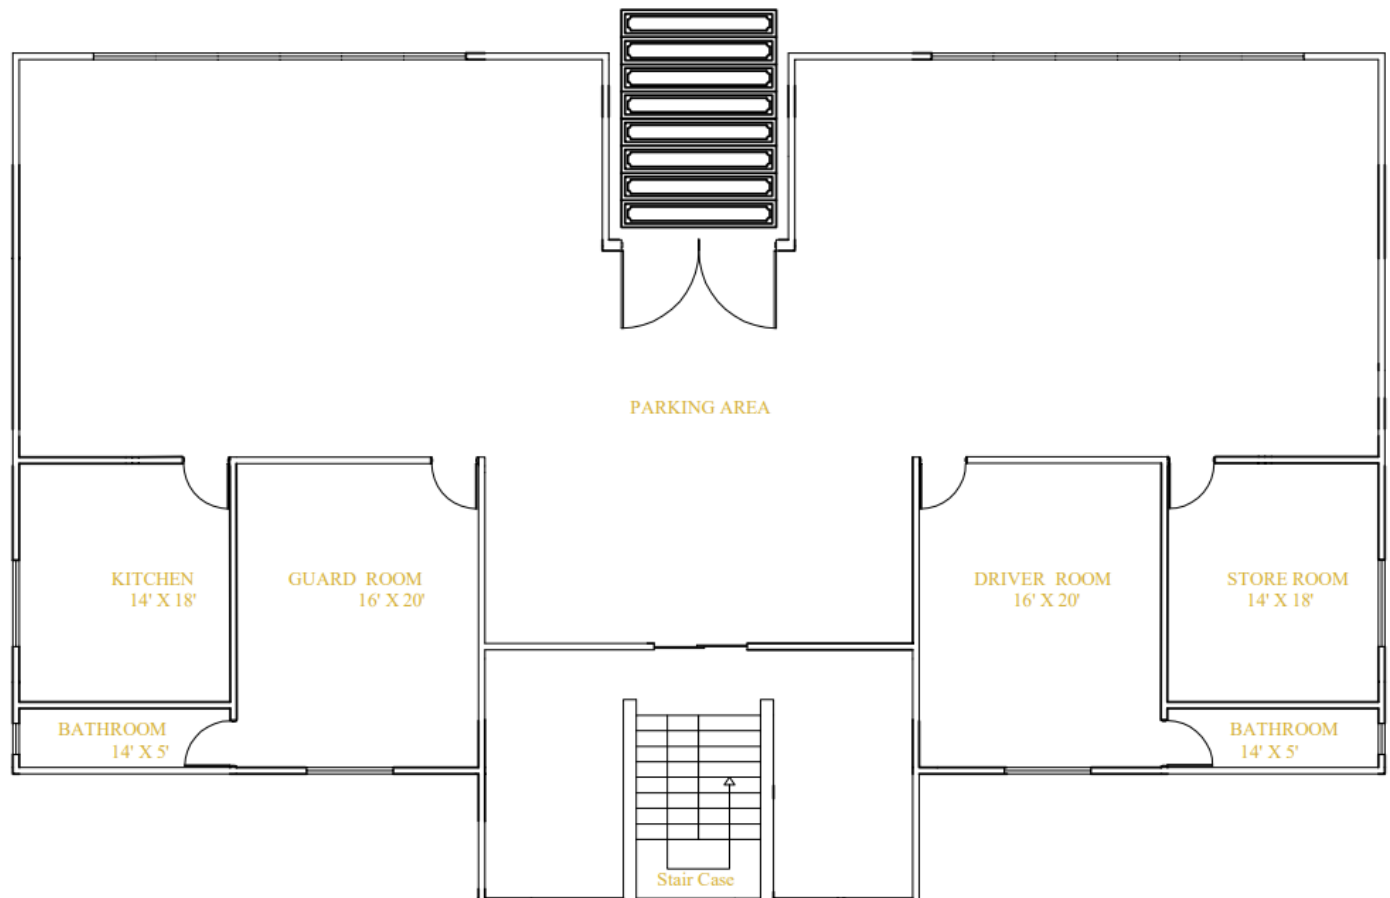 PARKING AREA
KITCHEN
14' X 18'
GUARD ROOM
16' X 20'
DRIVER ROOM
16' X 20'
STORE ROOM
14' X 18'
BATHROOM
14' X 5'
BATHROOM
14' X 5'
Stair Case